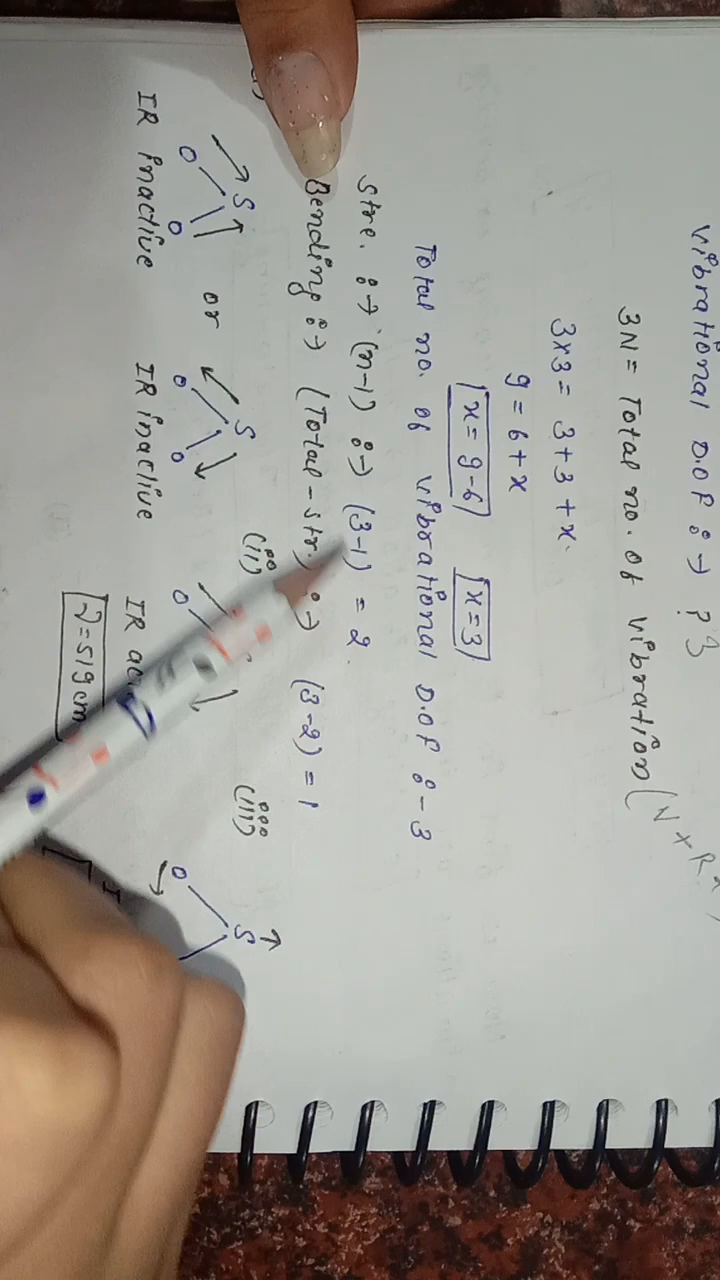 Vibrational D.O.F :→ ? 3
3N = Total no. of vibration (N×R×
3×3 = 3+3+x.
9 = 6+x
x = 9-6 x = 3
Total no. of vibrational D.O.F :- 3
Stre. :→ (n-1) :→ (3-1) = 2.
Bending :→ (Total - Str.) :→ (3-2) = 1
(ii) (iii)
S or S S
O O O O O O
IR inactive IR inactive IR
ν̄ = 519 cm